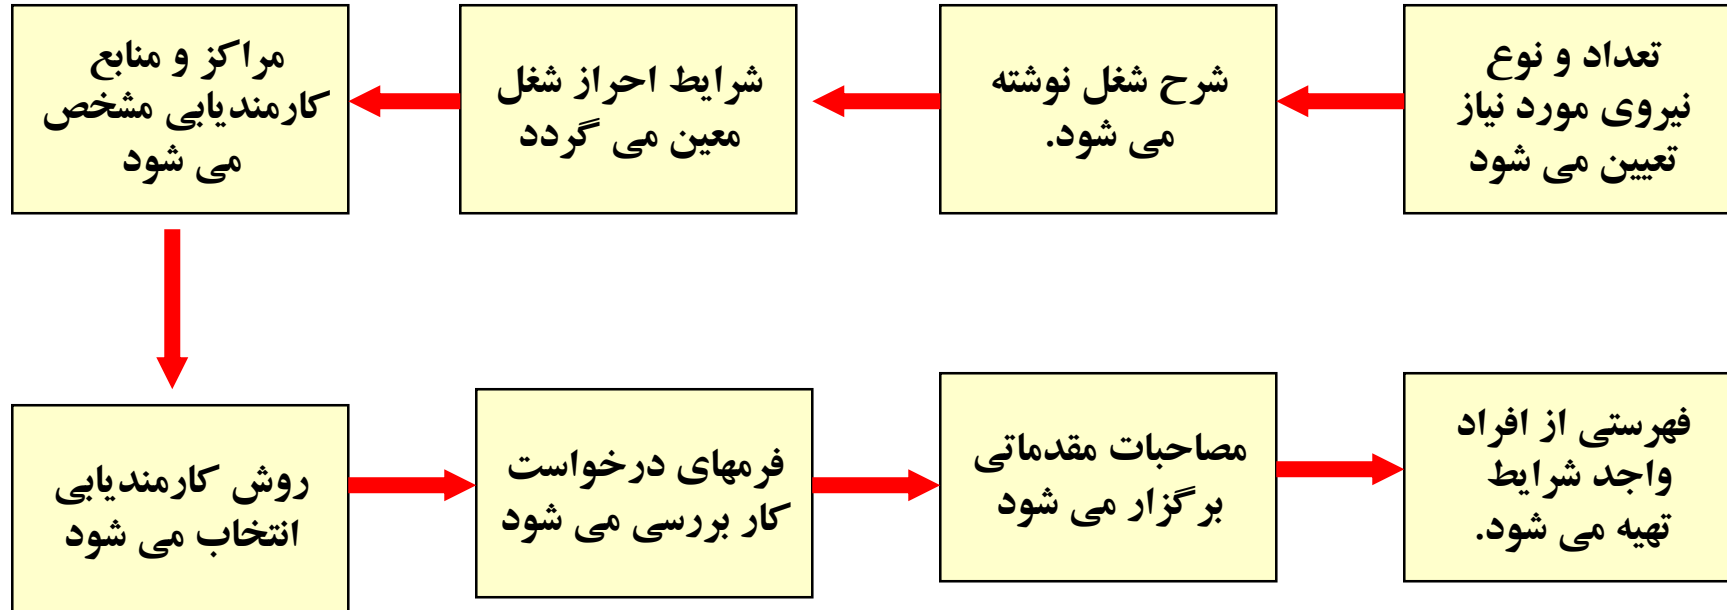 تعداد و نوع
نیروی مورد نیاز
تعیین می شود
شرح شغل نوشته
می شود.
شرایط احراز شغل
معین می گردد
مراکز و منابع
کارمندیابی مشخص
می شود
روش کارمندیابی
انتخاب می شود
فرمهای درخواست
کار بررسی می شود
مصاحبات مقدماتی
برگزار می شود
فهرستی از افراد
واجد شرایط
تهیه می شود.